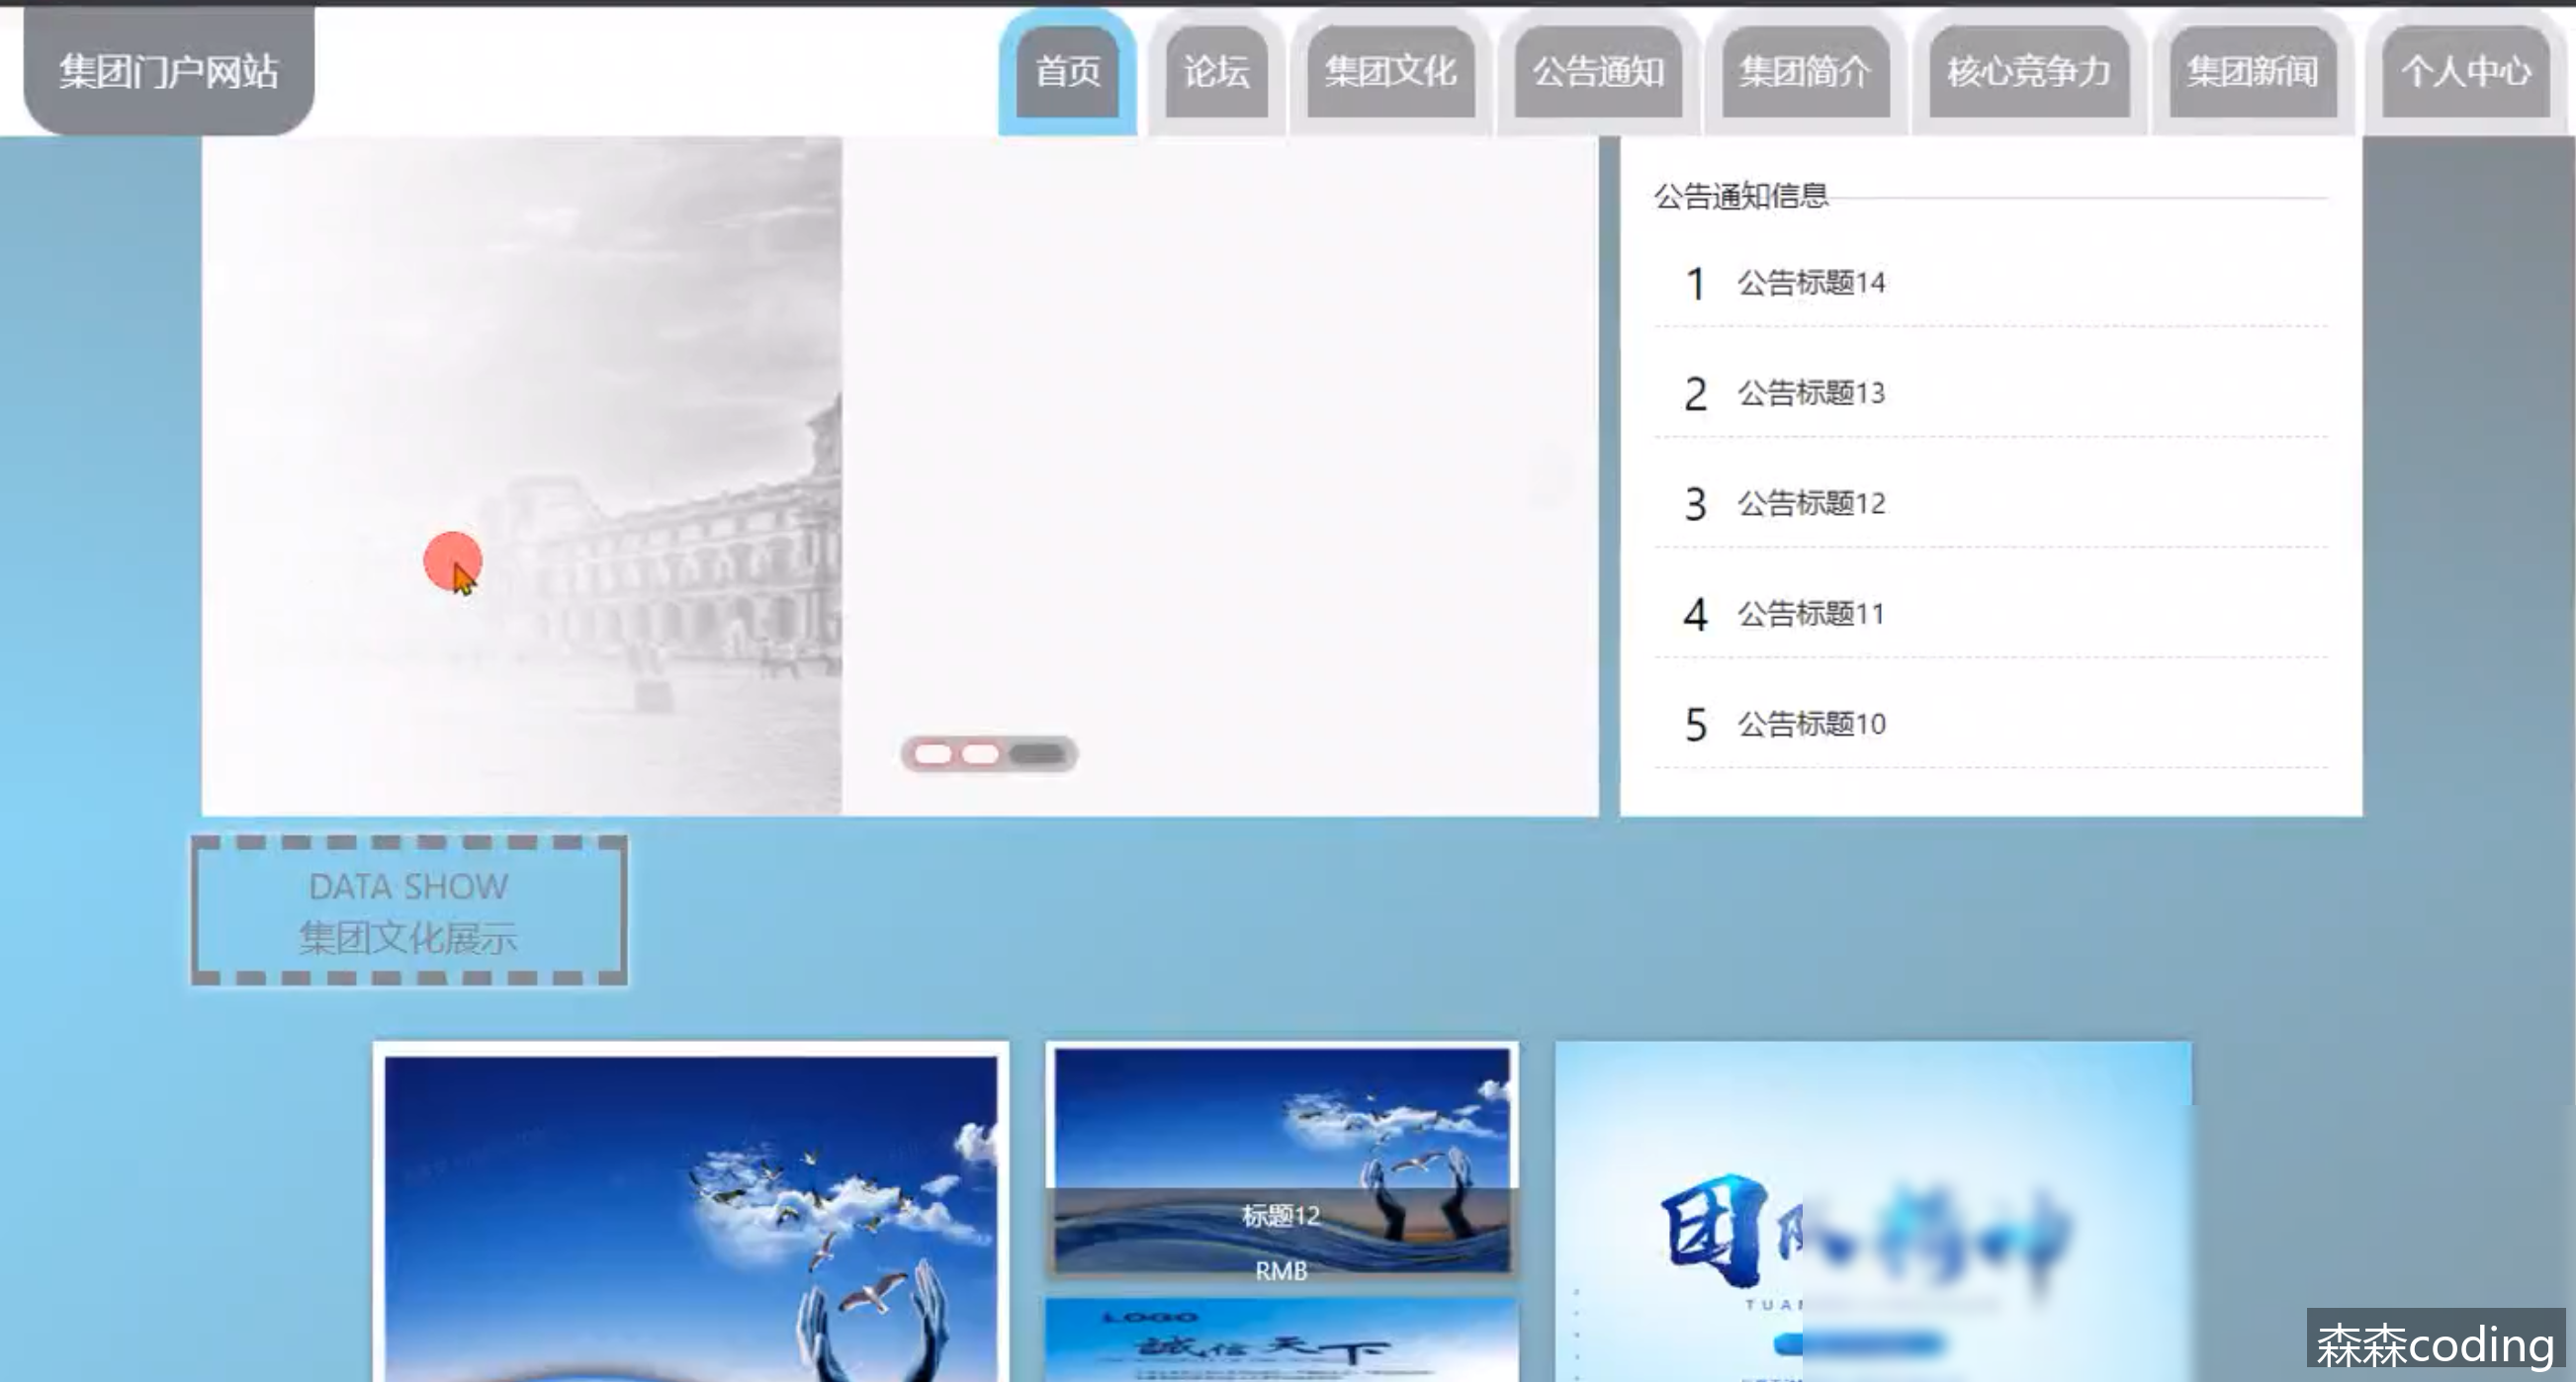 集团门户网站
首页
论坛
集团文化
公告通知
集团简介
核心竞争力
集团新闻
个人中心
公告通知信息
1 公告标题14
2 公告标题13
3 公告标题12
4 公告标题11
5 公告标题10
DATA SHOW
集团文化展示
标题12
RMB
LOGO
誠信天下
团
TUAN
森森coding